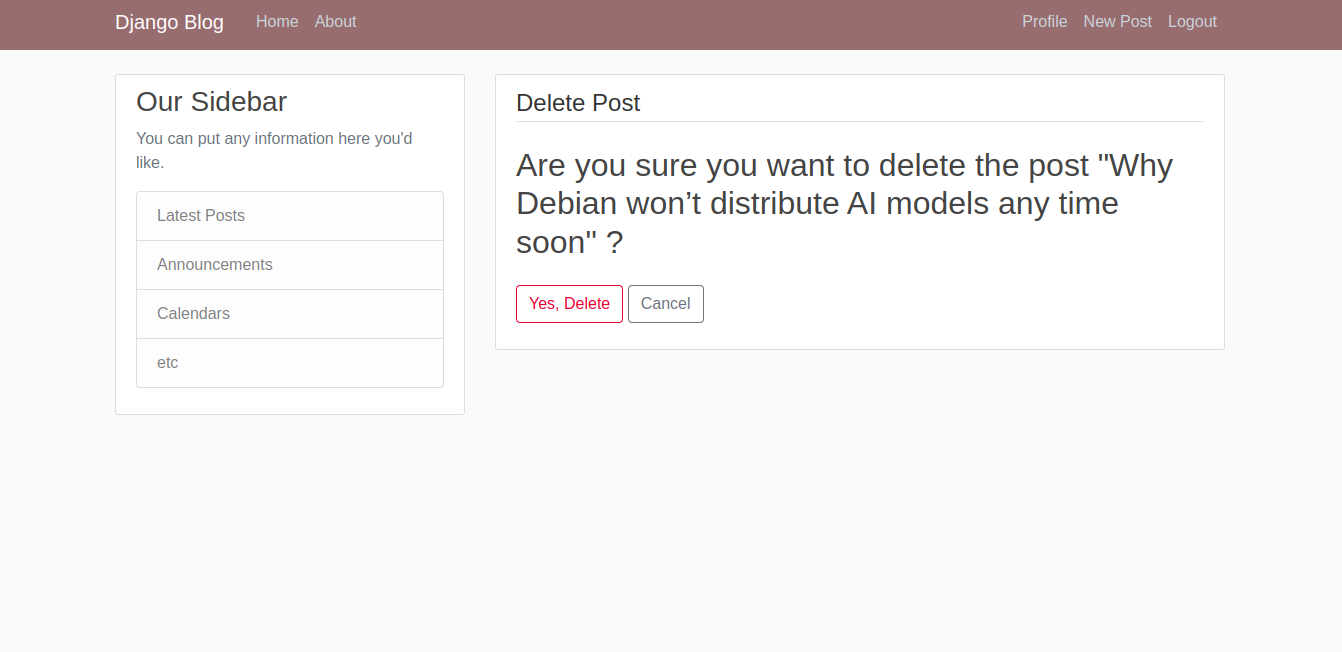 Django Blog Home About Profile New Post Logout
Our Sidebar
You can put any information here you'd
like.
Latest Posts
Announcements
Calendars
etc
Delete Post
Are you sure you want to delete the post "Why
Debian won’t distribute AI models any time
soon" ?
Yes, Delete Cancel